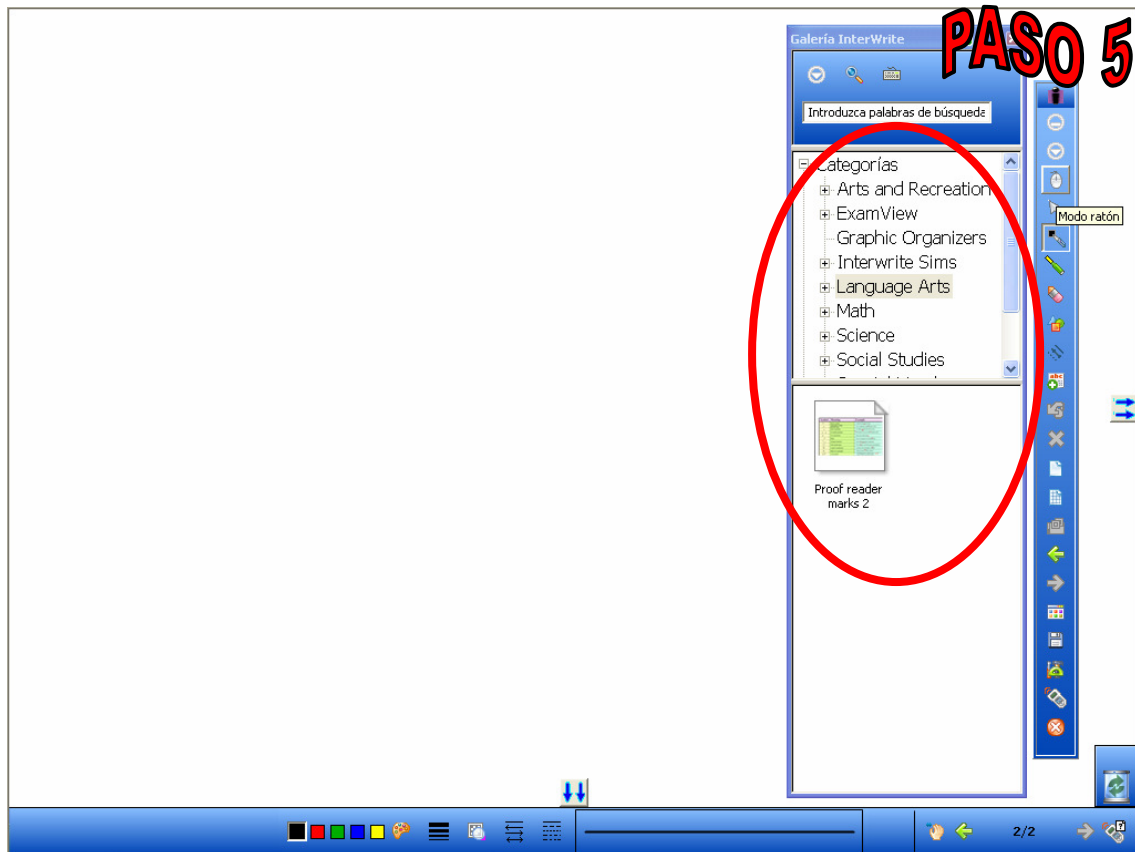 PASO 5
Galería InterWrite
Introduzca palabras de búsqueda
Categorías
Arts and Recreation
ExamView
Graphic Organizers
Interwrite Sims
Language Arts
Math
Science
Social Studies
Modo ratón
abc
Proof reader
marks 2
2/2